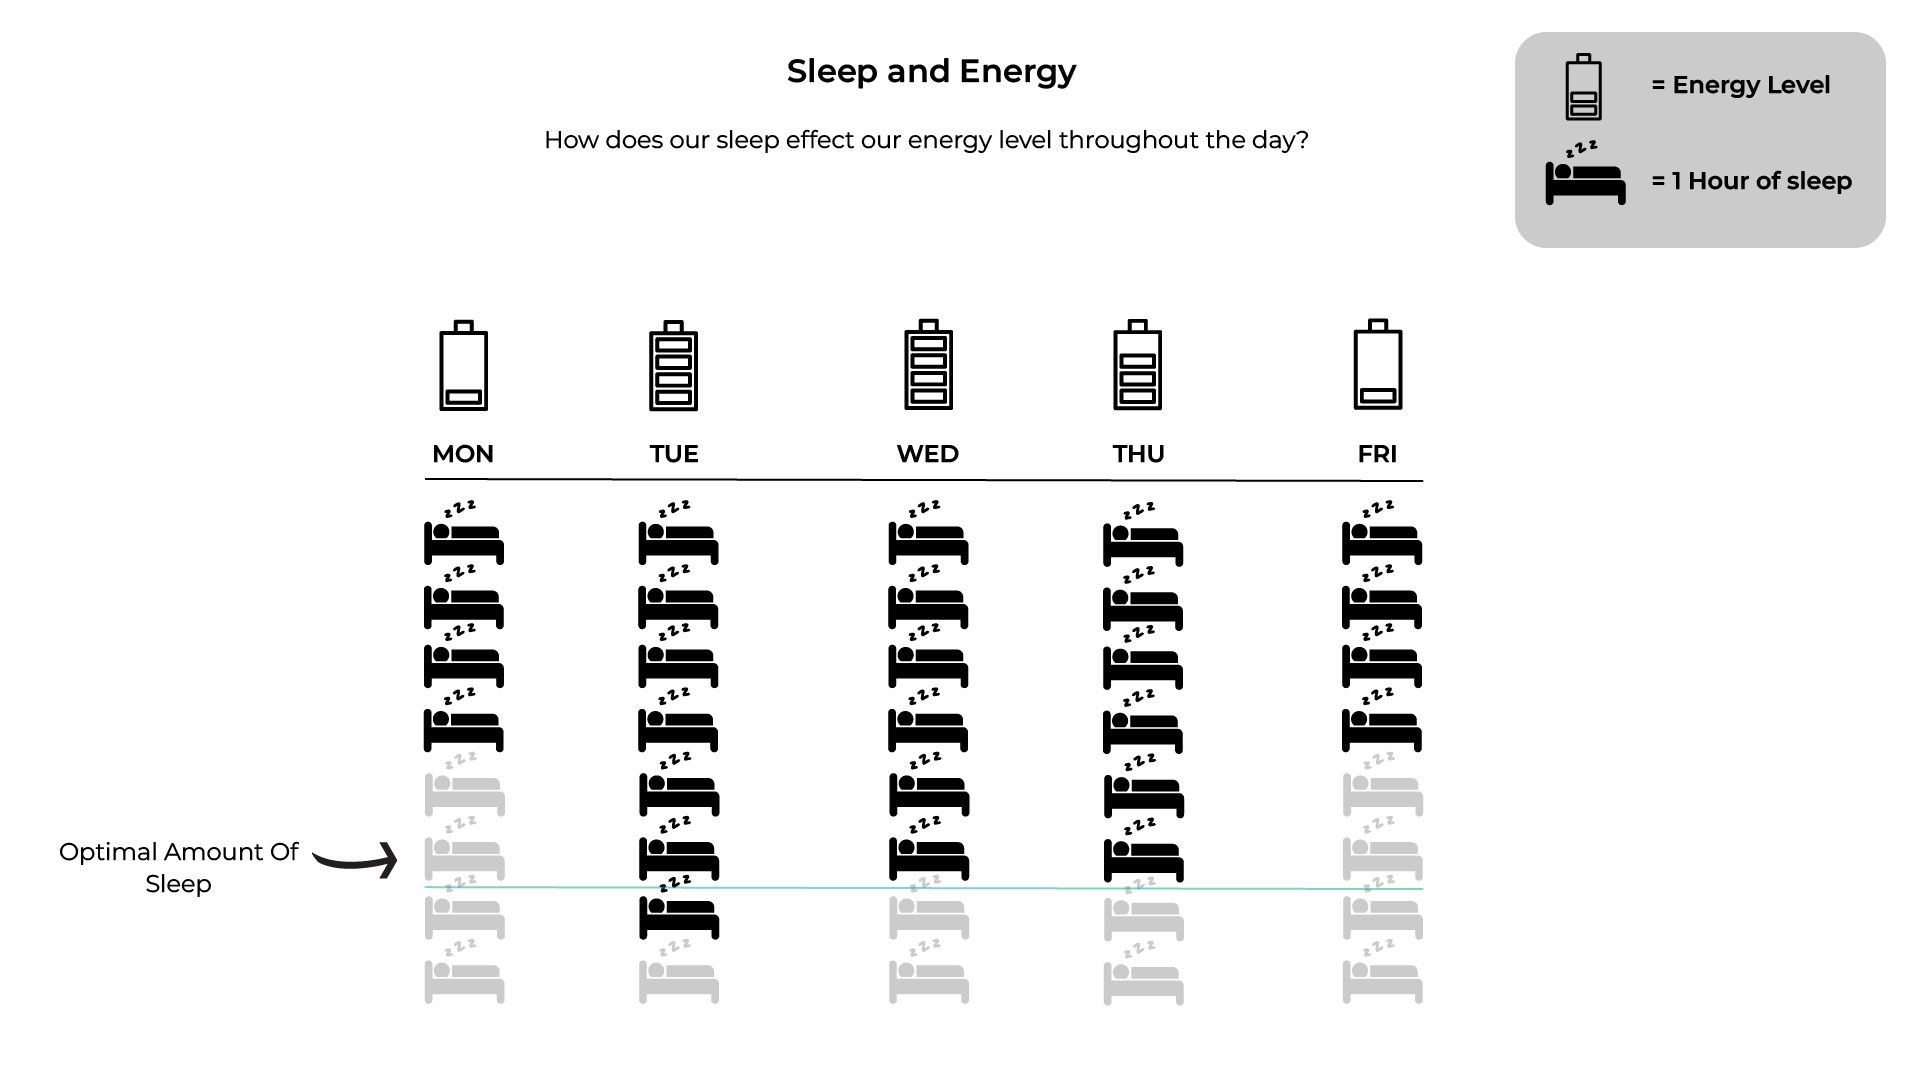 Sleep and Energy
How does our sleep effect our energy level throughout the day?
= Energy Level
= 1 Hour of sleep
MON TUE WED THU FRI
Optimal Amount Of
Sleep